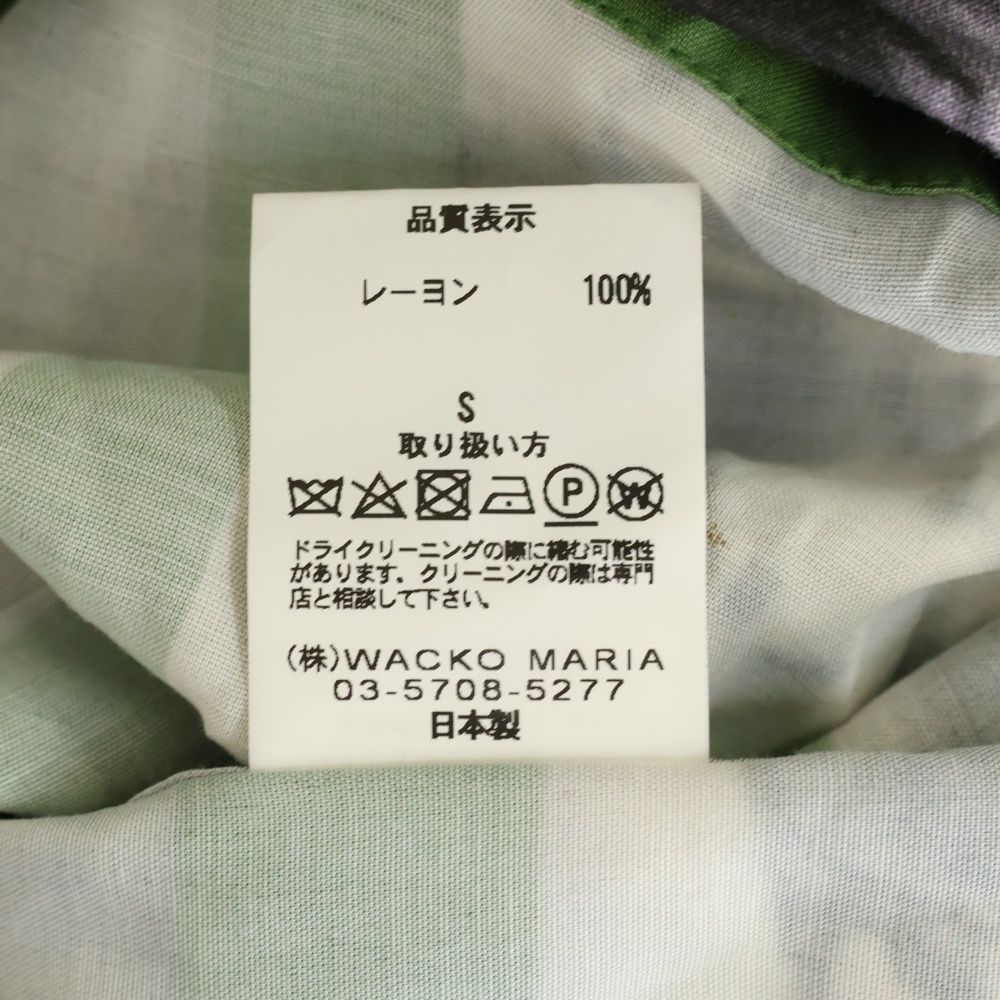 品質表示
レーヨン 100%
S
取り扱い方
P W
ドライクリーニングの際に縮む可能性
があります。クリーニングの際は専門
店と相談して下さい。
(株)WACKO MARIA
03-5708-5277
日本製